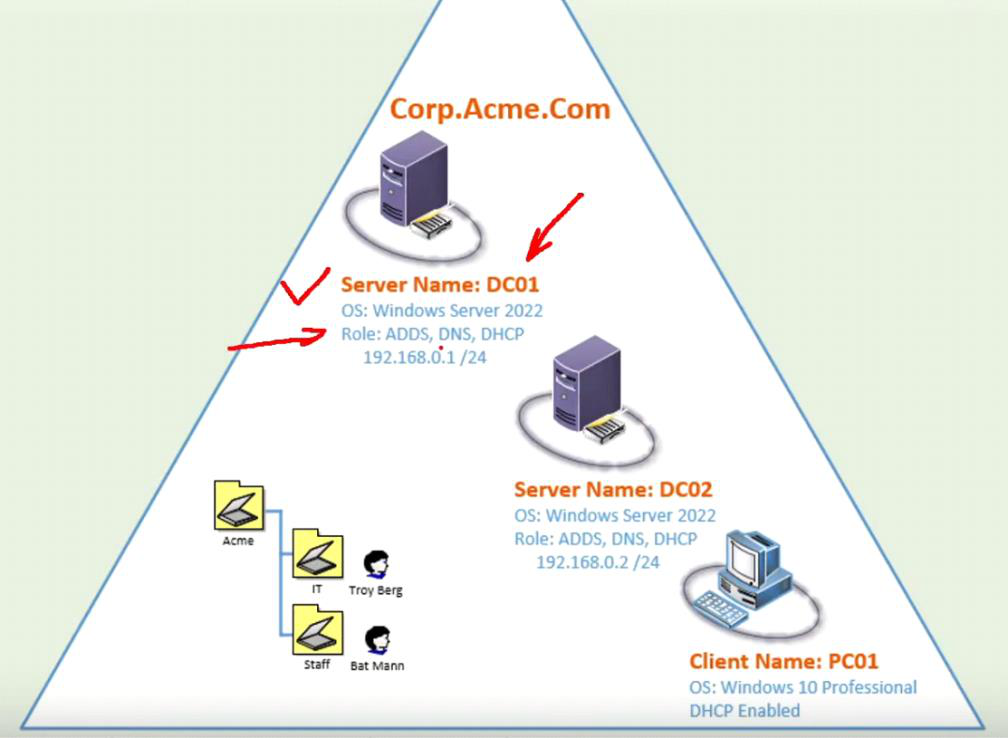 Corp.Acme.Com
Server Name: DC01
OS: Windows Server 2022
Role: ADDS, DNS, DHCP
192.168.0.1 /24
Server Name: DC02
OS: Windows Server 2022
Role: ADDS, DNS, DHCP
192.168.0.2 /24
Acme
IT
Troy Berg
Staff
Bat Mann
Client Name: PC01
OS: Windows 10 Professional
DHCP Enabled